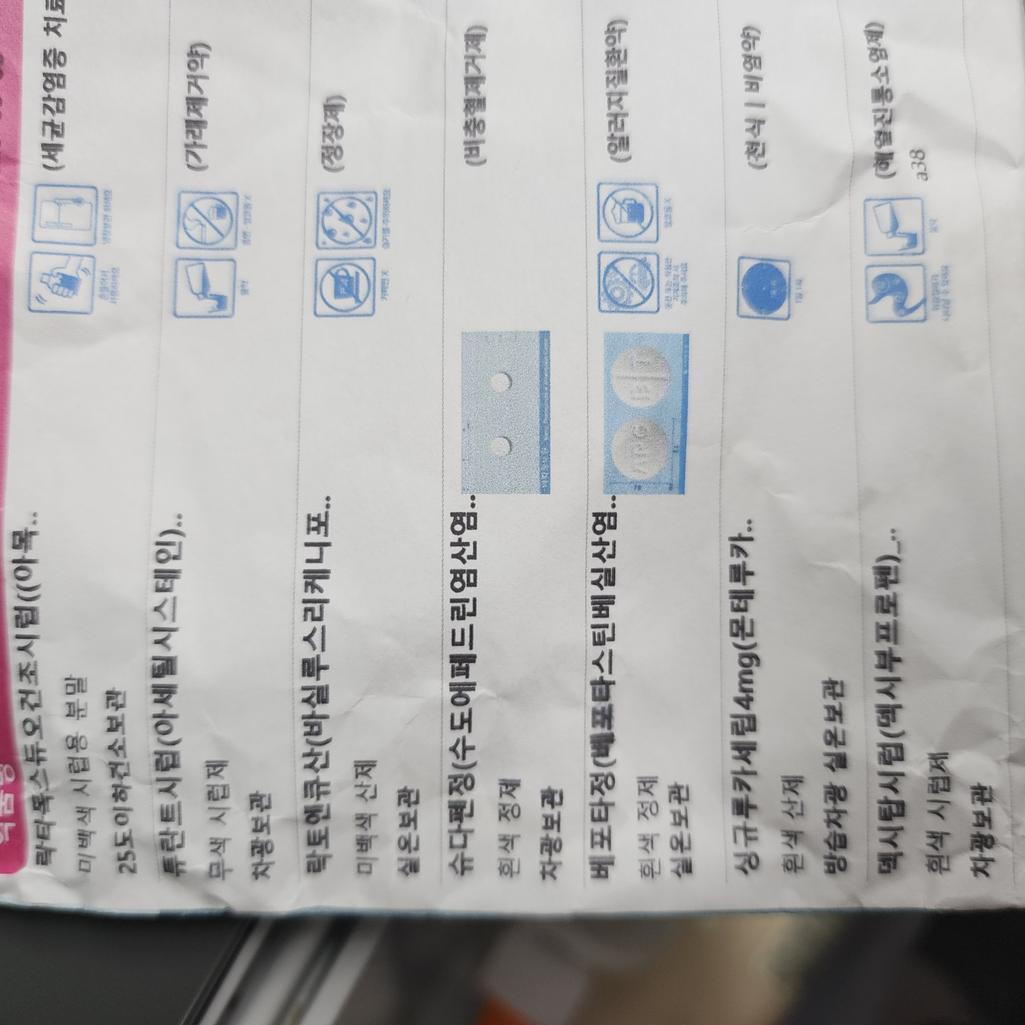 락타목스듀오건조시럽((아목.. (세균감염증 치료
미백색 시럽용 분말
25도이하건소보관
튜란트시럽(아세틸시스테인).. (가래제거약)
무색 시럽제
차광보관
락토엔큐산(바실루스리케니포.. (정장제)
미백색 산제
실온보관
슈다펜정(수도에페드린염산염.. (비충혈제거제)
흰색 정제
차광보관
베포타정(베포타스틴베실산염.. (알러지질환약)
흰색 정제
실온보관
싱규루카세립4mg(몬테루카.. (천식 | 비염약)
흰색 산제
방습차광 실온보관
덱시탑시럽(덱시부프로펜)_.. (해열진통소염제)
a38
흰색 시럽제
차광보관